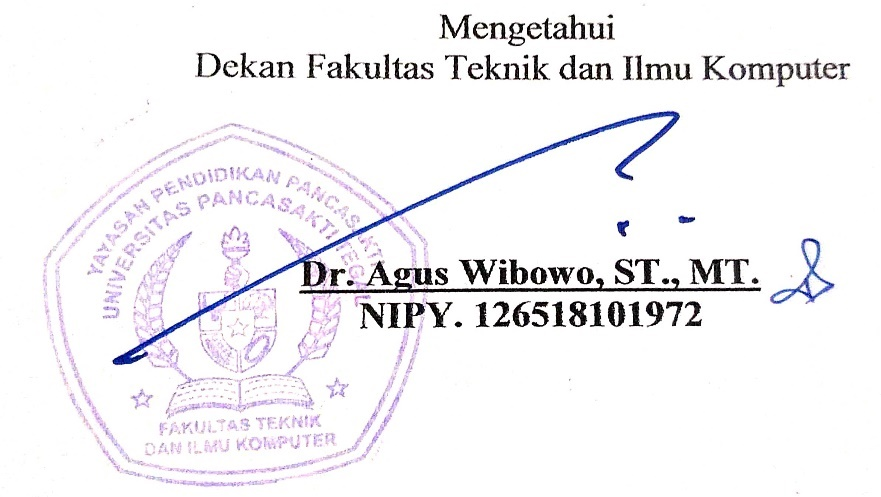 Mengetahui
Dekan Fakultas Teknik dan Ilmu Komputer
YAYASAN PENDIDIKAN PANCASAKTI
UNIVERSITAS PANCASAKTI TEGAL
Dr. Agus Wibowo, ST., MT.
NIPY. 126518101972
FAKULTAS TEKNIK
DAN ILMU KOMPUTER